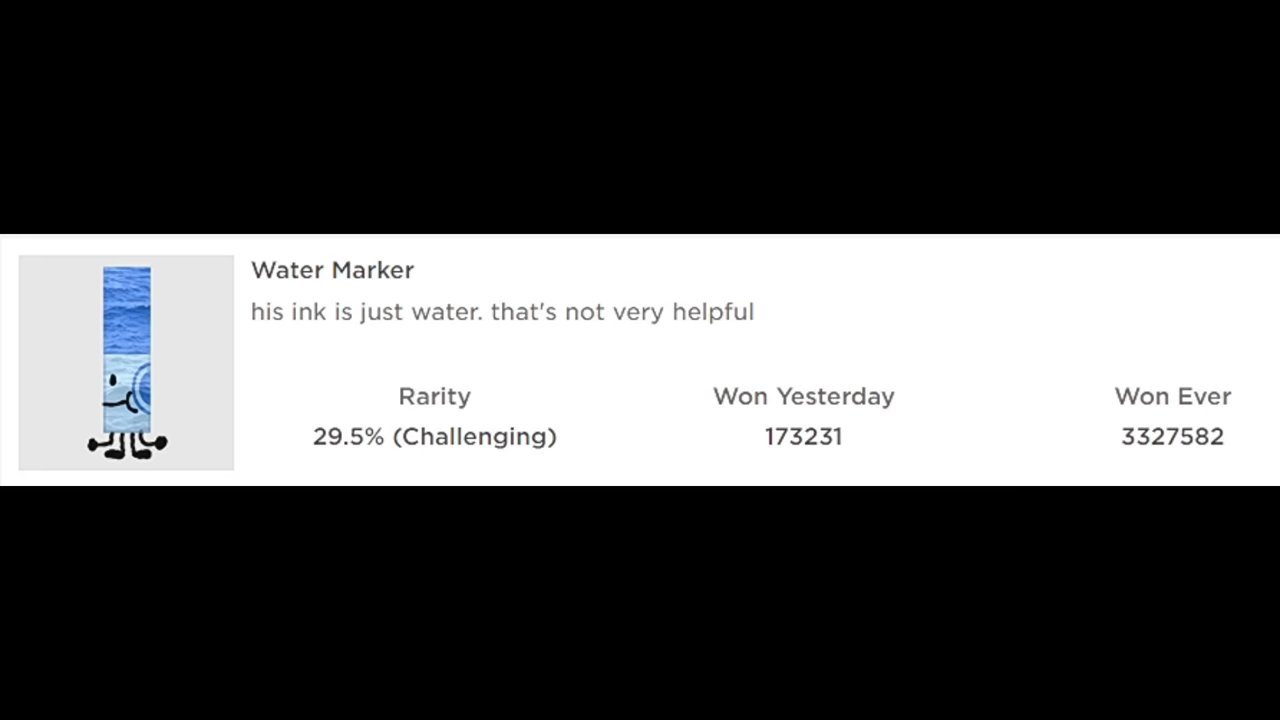 Water Marker
his ink is just water. that's not very helpful
Rarity Won Yesterday Won Ever
29.5% (Challenging) 173231 3327582